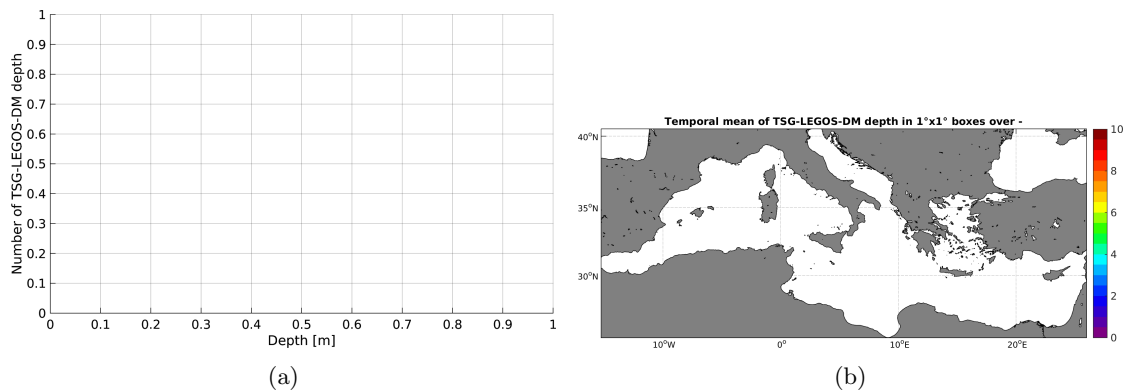 1
0.9
0.8
0.7
0.6
0.5
0.4
0.3
0.2
0.1
0
Number of TSG-LEGOS-DM depth
0 0.1 0.2 0.3 0.4 0.5 0.6 0.7 0.8 0.9 1
Depth [m]
(a)
Temporal mean of TSG-LEGOS-DM depth in 1°x1° boxes over -
40°N
35°N
30°N
10°W 0° 10°E 20°E
10
8
6
4
2
0
(b)